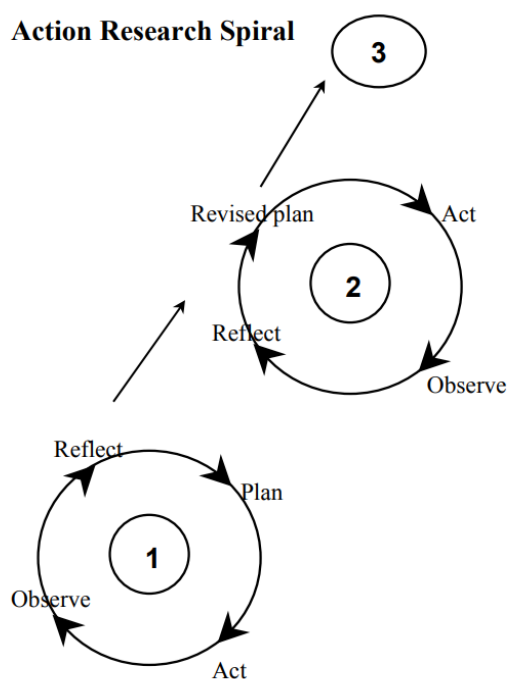 Action Research Spiral
3
Revised plan
Act
2
Reflect
Observe
Reflect
Plan
1
Observe
Act